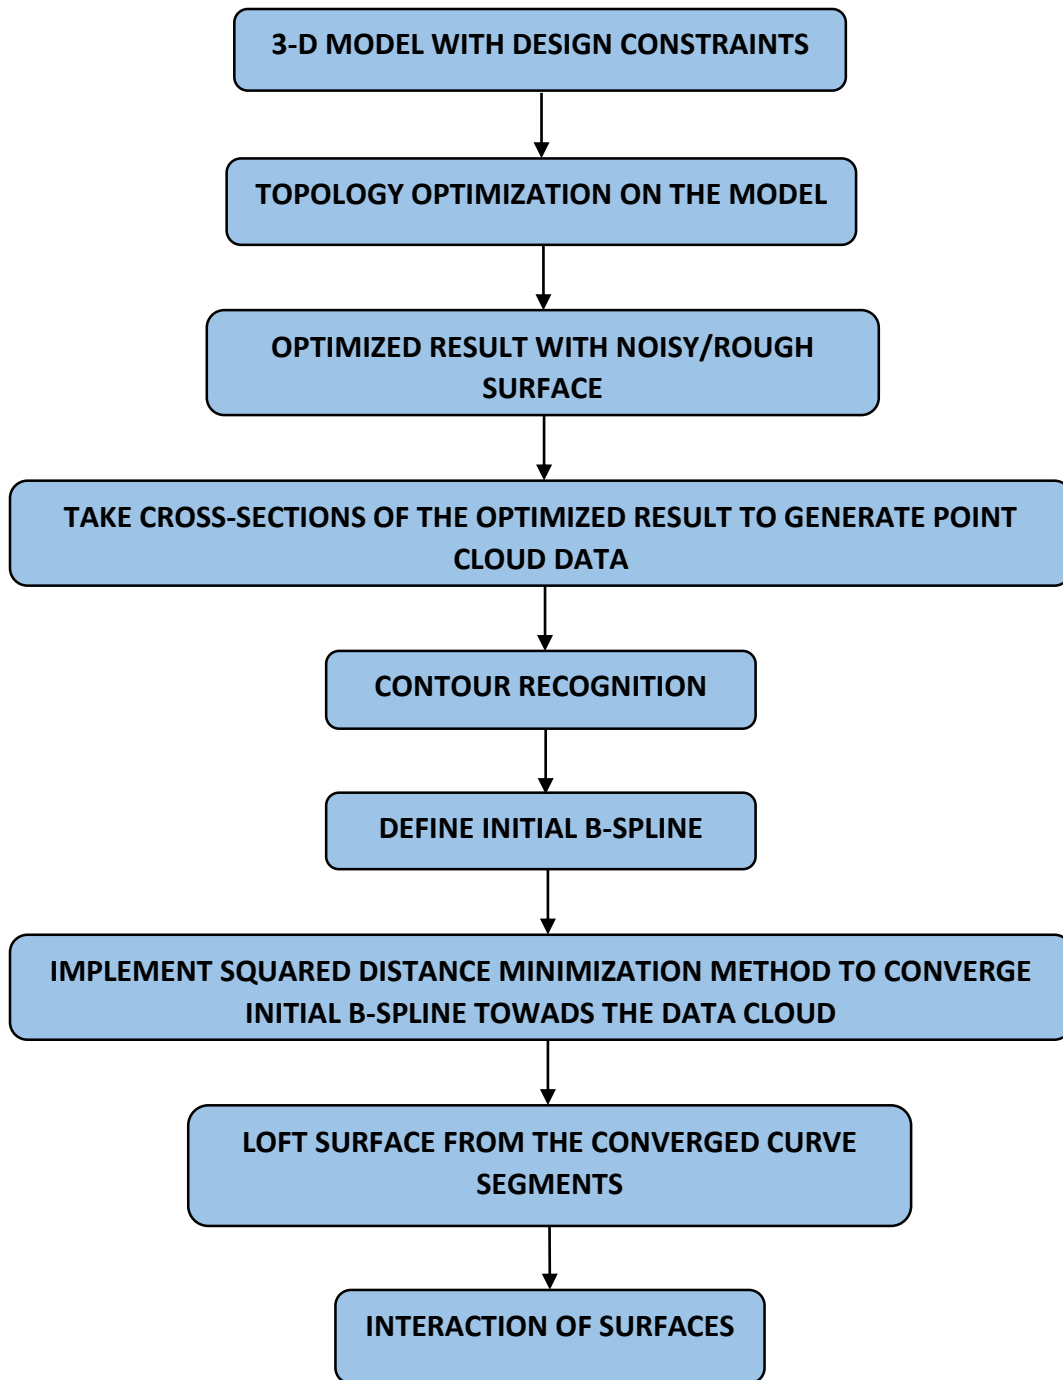 3-D MODEL WITH DESIGN CONSTRAINTS
TOPOLOGY OPTIMIZATION ON THE MODEL
OPTIMIZED RESULT WITH NOISY/ROUGH
SURFACE
TAKE CROSS-SECTIONS OF THE OPTIMIZED RESULT TO GENERATE POINT
CLOUD DATA
CONTOUR RECOGNITION
DEFINE INITIAL B-SPLINE
IMPLEMENT SQUARED DISTANCE MINIMIZATION METHOD TO CONVERGE
INITIAL B-SPLINE TOWADS THE DATA CLOUD
LOFT SURFACE FROM THE CONVERGED CURVE
SEGMENTS
INTERACTION OF SURFACES